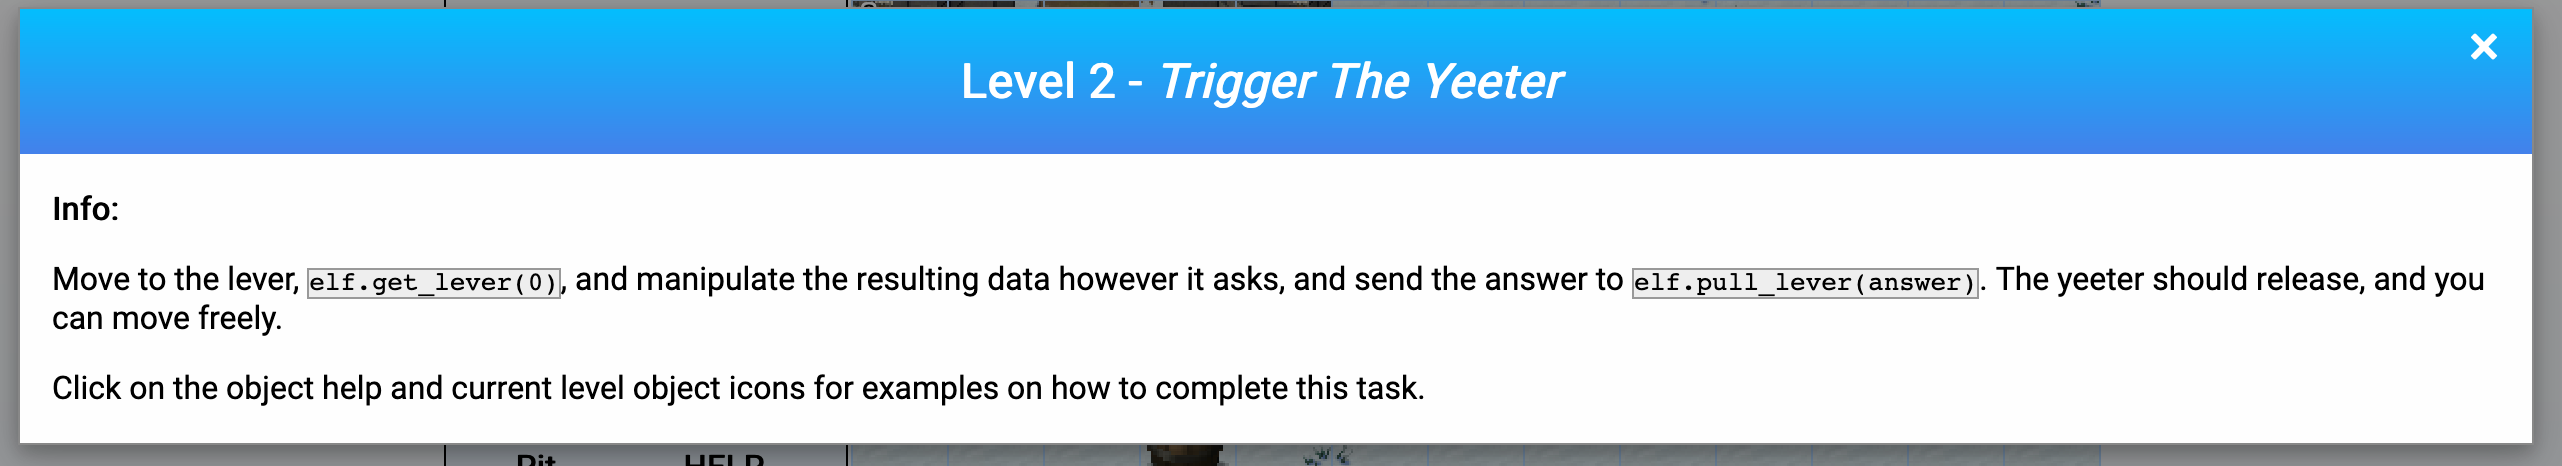 Level 2 - Trigger The Yeeter
Info:
Move to the lever, elf.get_lever(0), and manipulate the resulting data however it asks, and send the answer to elf.pull_lever(answer). The yeeter should release, and you
can move freely.
Click on the object help and current level object icons for examples on how to complete this task.
Pit HELP